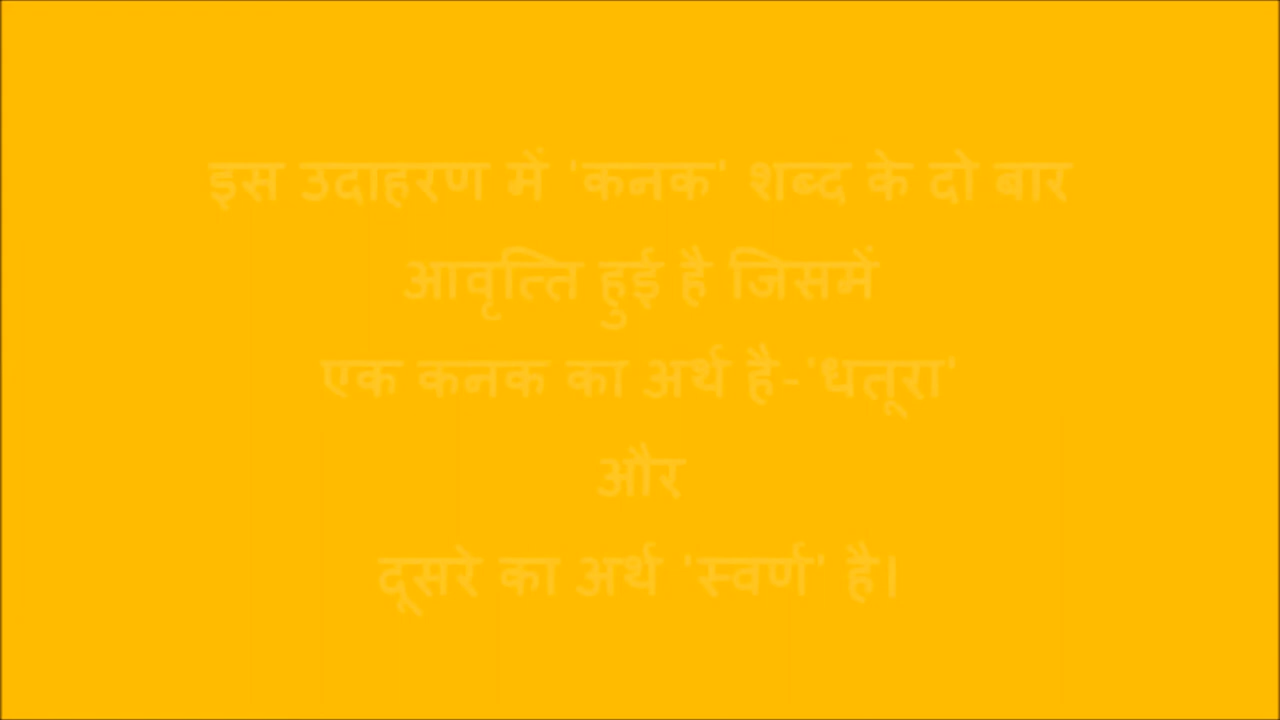 इस उदाहरण में 'कनक' शब्द के दो बार
आवृत्ति हुई है जिसमें
एक कनक का अर्थ है-'धतूरा'
और
दूसरे का अर्थ 'स्वर्ण' है।